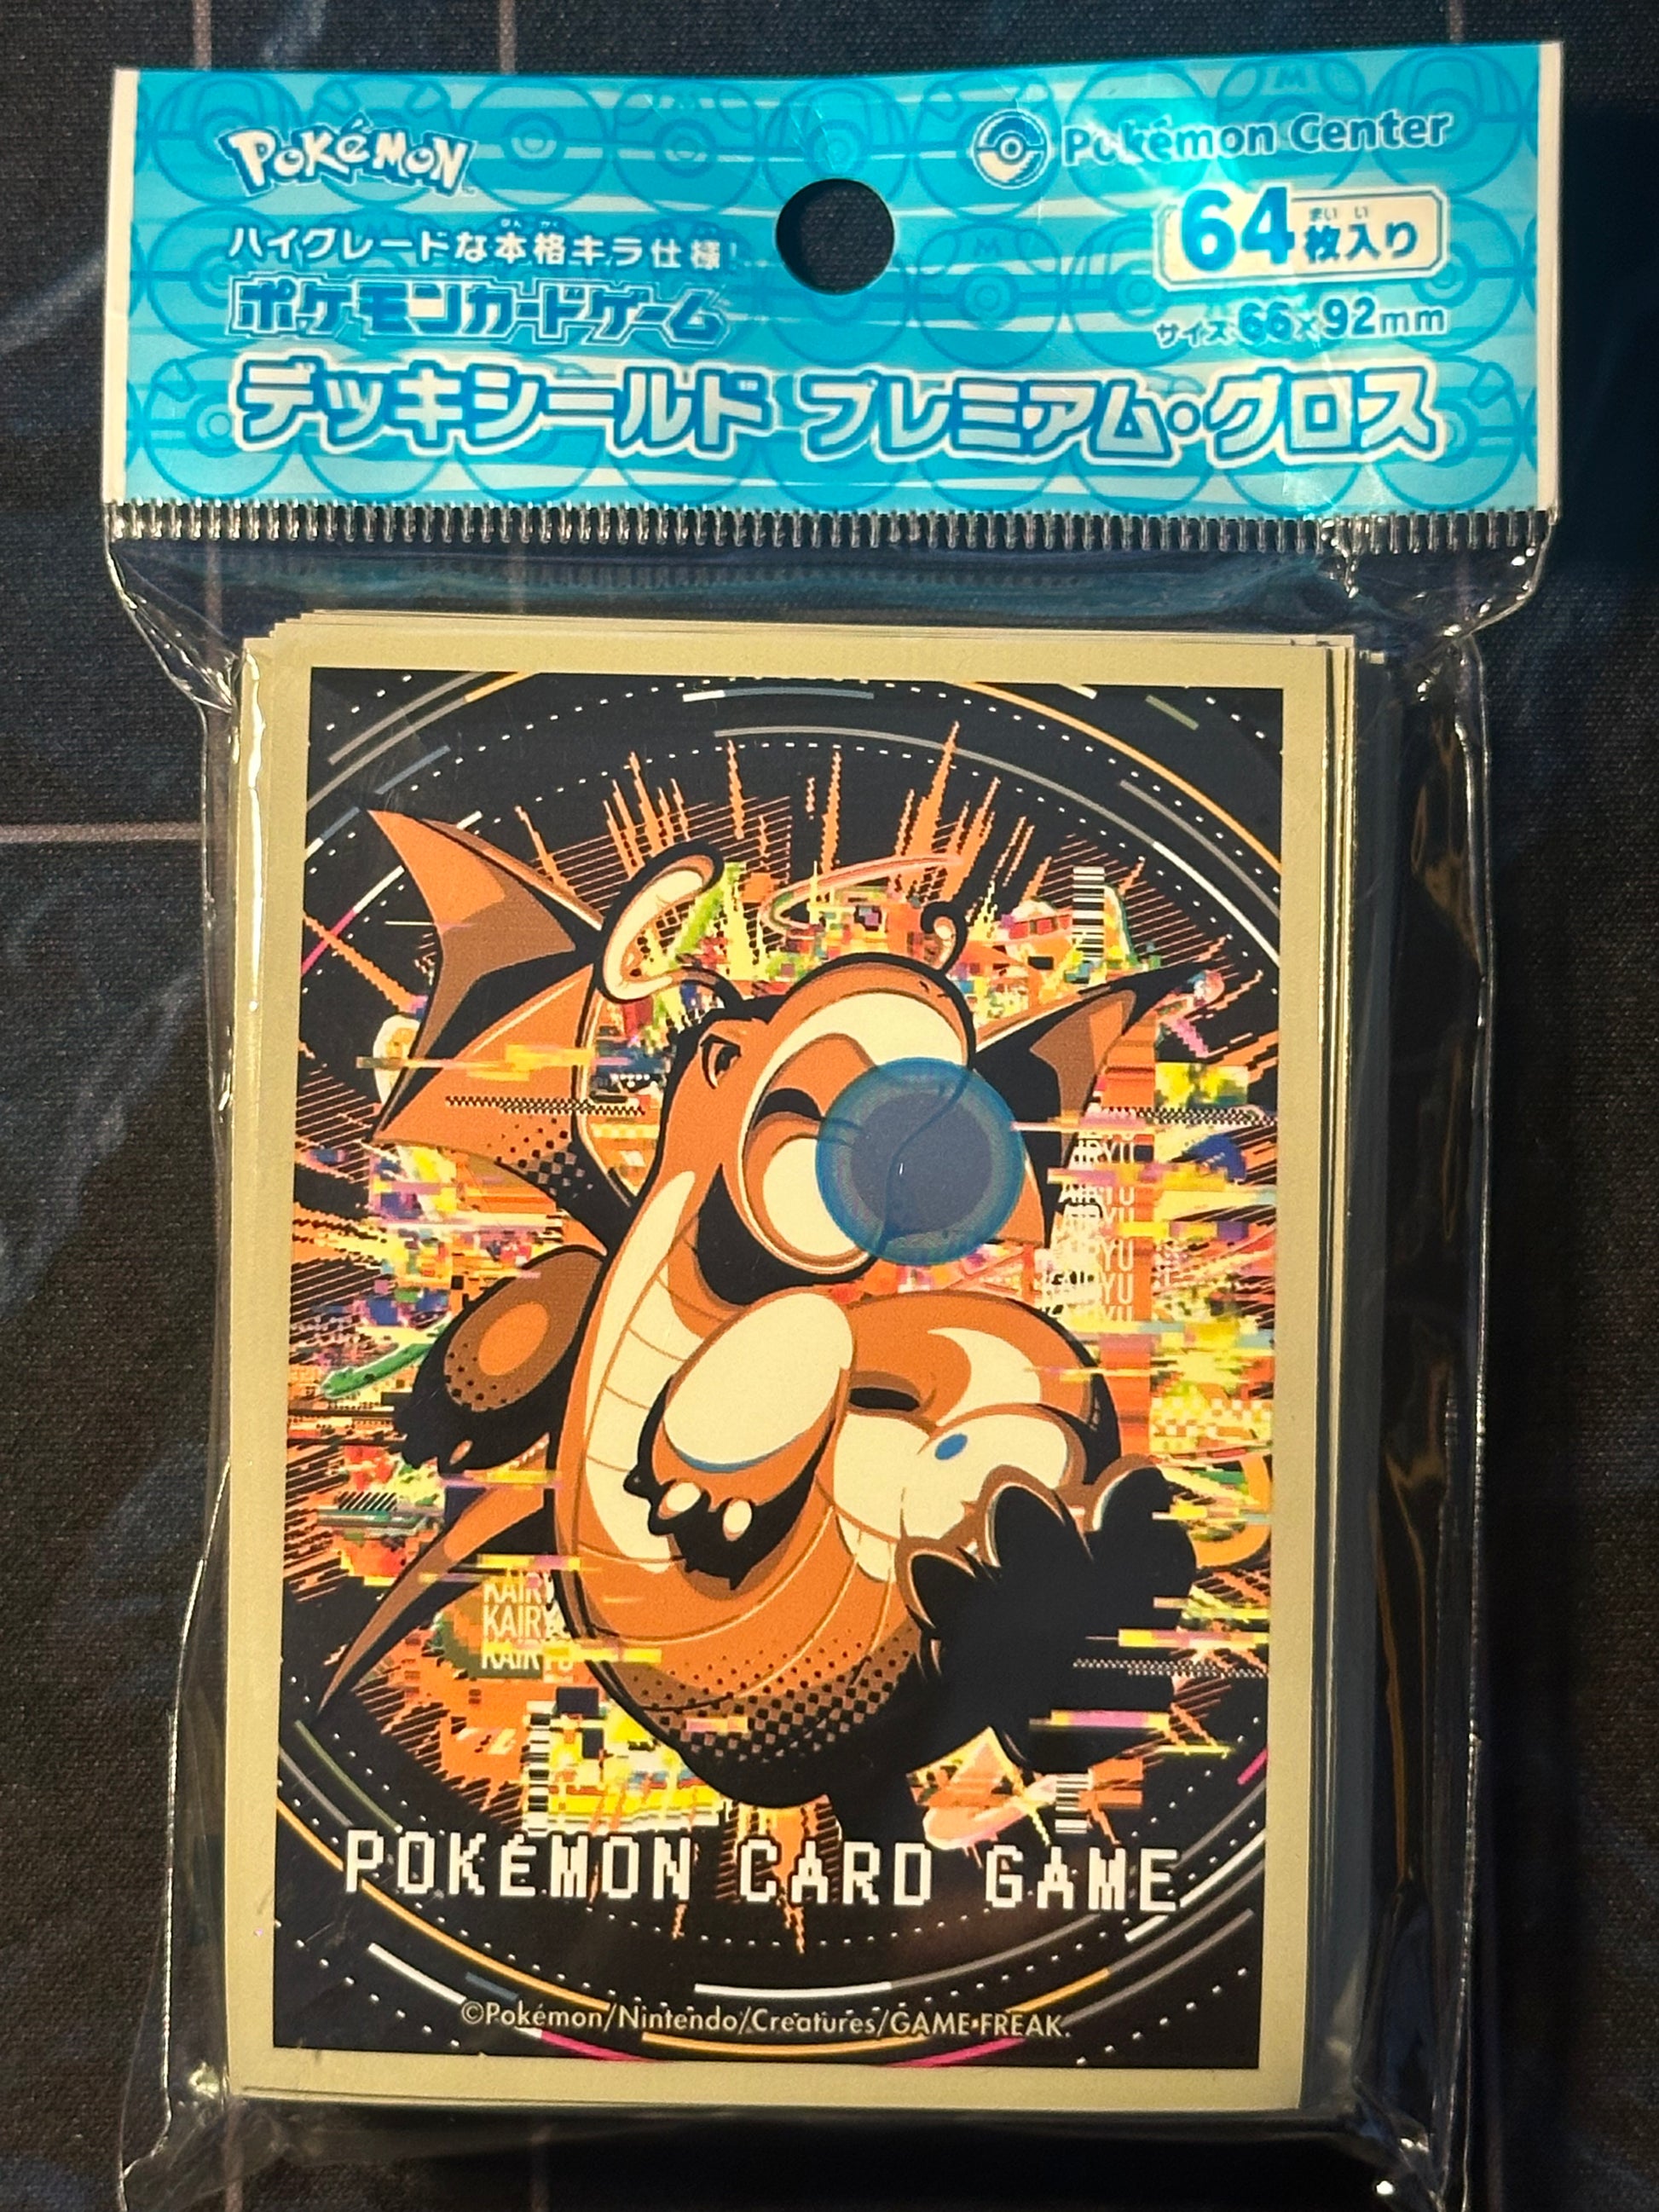 Pokémon
Pokémon Center
ハイグレードな本格キラ仕様!
64枚入り
ポケモンカードゲーム
サイズ 66×92mm
デッキシールド プレミアム・グロス
KAIRYU
KAIRYU
POKÉMON CARD GAME
©Pokémon/Nintendo/Creatures/GAME FREAK.